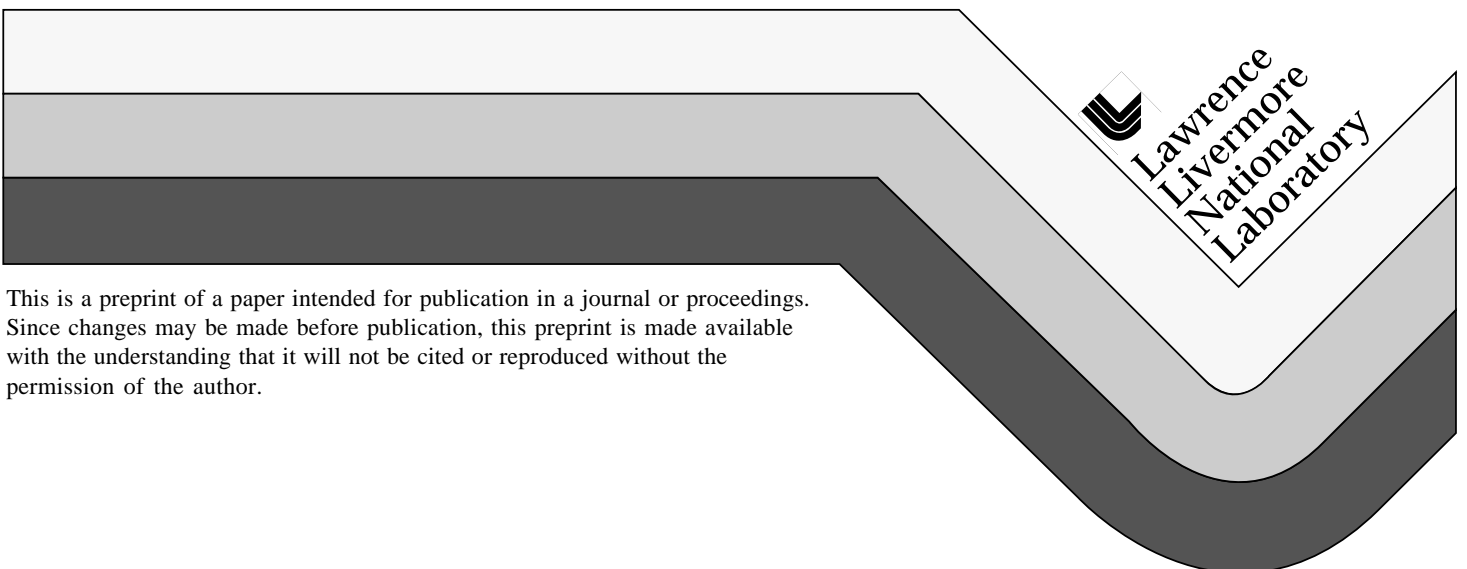 Lawrence
Livermore
National
Laboratory
This is a preprint of a paper intended for publication in a journal or proceedings.
Since changes may be made before publication, this preprint is made available
with the understanding that it will not be cited or reproduced without the
permission of the author.